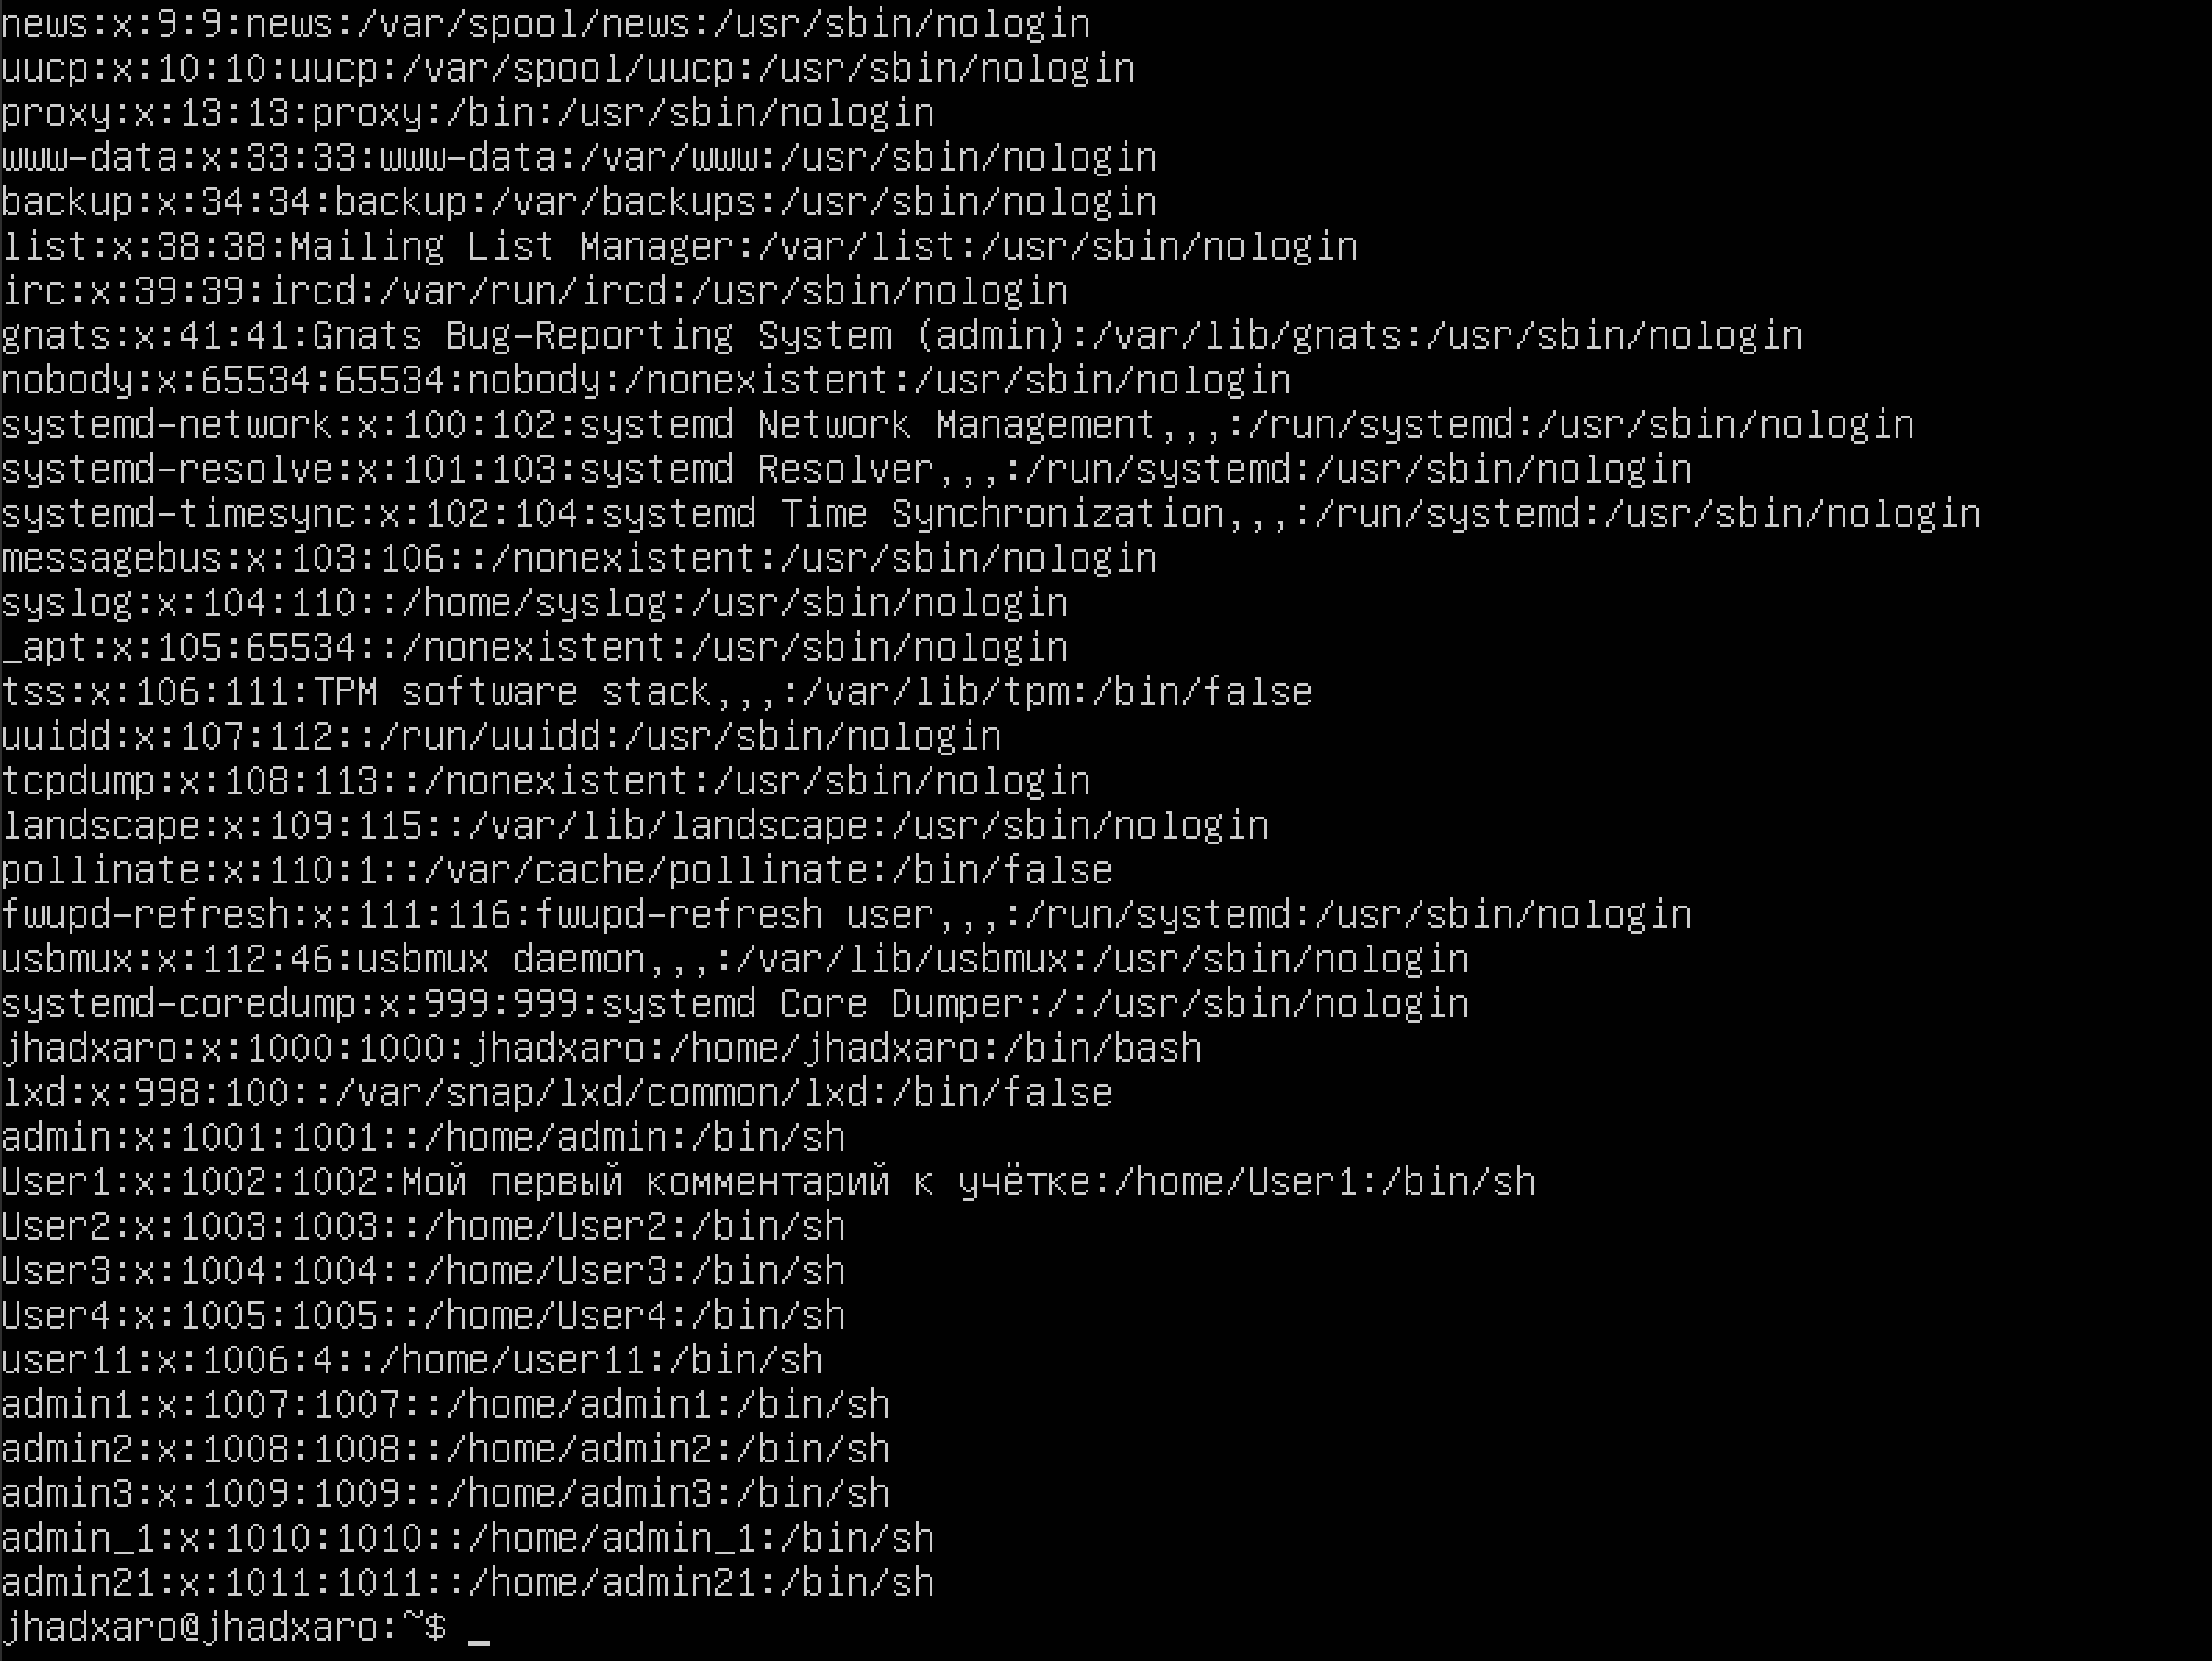 news:x:9:9:news:/var/spool/news:/usr/sbin/nologin
uucp:x:10:10:uucp:/var/spool/uucp:/usr/sbin/nologin
proxy:x:13:13:proxy:/bin:/usr/sbin/nologin
www-data:x:33:33:www-data:/var/www:/usr/sbin/nologin
backup:x:34:34:backup:/var/backups:/usr/sbin/nologin
list:x:38:38:Mailing List Manager:/var/list:/usr/sbin/nologin
irc:x:39:39:ircd:/var/run/ircd:/usr/sbin/nologin
gnats:x:41:41:Gnats Bug-Reporting System (admin):/var/lib/gnats:/usr/sbin/nologin
nobody:x:65534:65534:nobody:/nonexistent:/usr/sbin/nologin
systemd-network:x:100:102:systemd Network Management,,,:/run/systemd:/usr/sbin/nologin
systemd-resolve:x:101:103:systemd Resolver,,,:/run/systemd:/usr/sbin/nologin
systemd-timesync:x:102:104:systemd Time Synchronization,,,:/run/systemd:/usr/sbin/nologin
messagebus:x:103:106::/nonexistent:/usr/sbin/nologin
syslog:x:104:110::/home/syslog:/usr/sbin/nologin
_apt:x:105:65534::/nonexistent:/usr/sbin/nologin
tss:x:106:111:TPM software stack,,,:/var/lib/tpm:/bin/false
uuidd:x:107:112::/run/uuidd:/usr/sbin/nologin
tcpdump:x:108:113::/nonexistent:/usr/sbin/nologin
landscape:x:109:115::/var/lib/landscape:/usr/sbin/nologin
pollinate:x:110:1::/var/cache/pollinate:/bin/false
fwupd-refresh:x:111:116:fwupd-refresh user,,,:/run/systemd:/usr/sbin/nologin
usbmux:x:112:46:usbmux daemon,,,:/var/lib/usbmux:/usr/sbin/nologin
systemd-coredump:x:999:999:systemd Core Dumper:/:/usr/sbin/nologin
jhadxaro:x:1000:1000:jhadxaro:/home/jhadxaro:/bin/bash
lxd:x:998:100::/var/snap/lxd/common/lxd:/bin/false
admin:x:1001:1001::/home/admin:/bin/sh
User1:x:1002:1002:Мой первый комментарий к учётке:/home/User1:/bin/sh
User2:x:1003:1003::/home/User2:/bin/sh
User3:x:1004:1004::/home/User3:/bin/sh
User4:x:1005:1005::/home/User4:/bin/sh
user11:x:1006:4::/home/user11:/bin/sh
admin1:x:1007:1007::/home/admin1:/bin/sh
admin2:x:1008:1008::/home/admin2:/bin/sh
admin3:x:1009:1009::/home/admin3:/bin/sh
admin_1:x:1010:1010::/home/admin_1:/bin/sh
admin21:x:1011:1011::/home/admin21:/bin/sh
jhadxaro@jhadxaro:~$ _